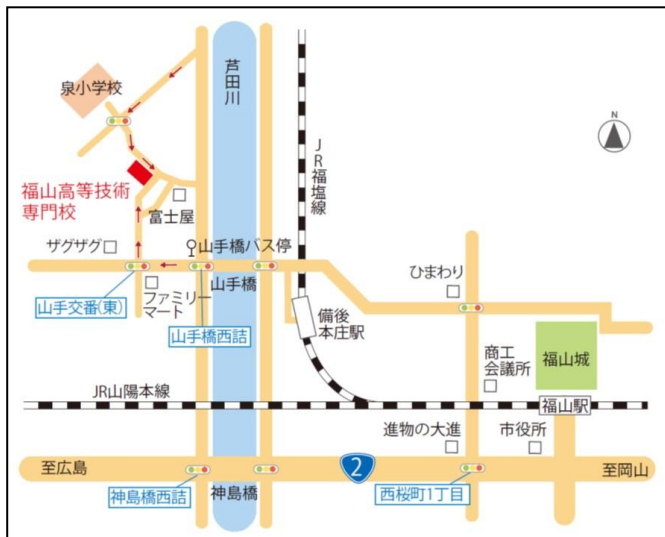 泉小学校
芦田川
JR福塩線
N
福山高等技術
専門校
富士屋
ザグザグ
山手橋バス停
ひまわり
山手交番(東)
ファミリー
マート
山手橋
山手橋西詰
備後
本庄駅
商工
会議所
福山城
JR山陽本線
福山駅
進物の大進
市役所
至広島
2
至岡山
神島橋西詰
神島橋
西桜町1丁目